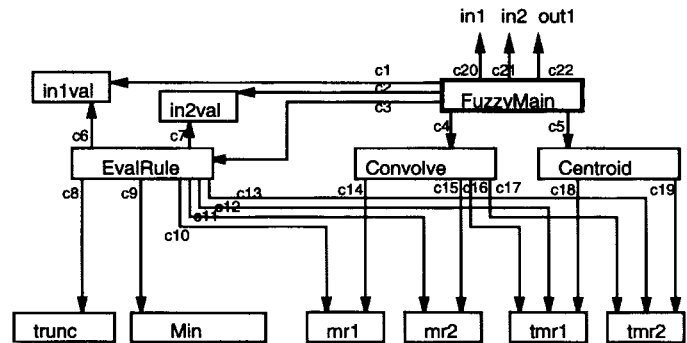 in1 in2 out1
c1 c20 c21 c22
in1val c2 FuzzyMain
in2val c3
c6 c7 c4 c5
EvalRule Convolve Centroid
c8 c9 c13 c14 c15 c16 c17 c18 c19
c12
c11
c10
trunc Min mr1 mr2 tmr1 tmr2